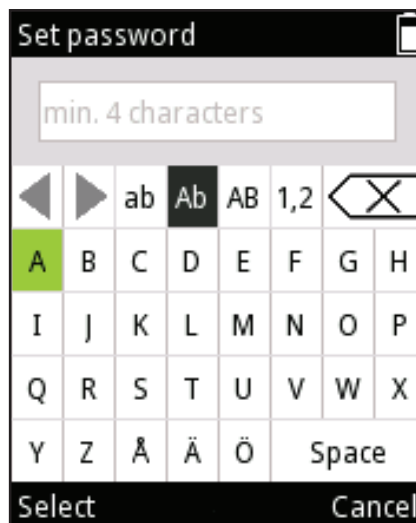 Set password
min. 4 characters
ab Ab AB 1,2
A B C D E F G H
I J K L M N O P
Q R S T U V W X
Y Z Å Ä Ö Space
Select Cancel